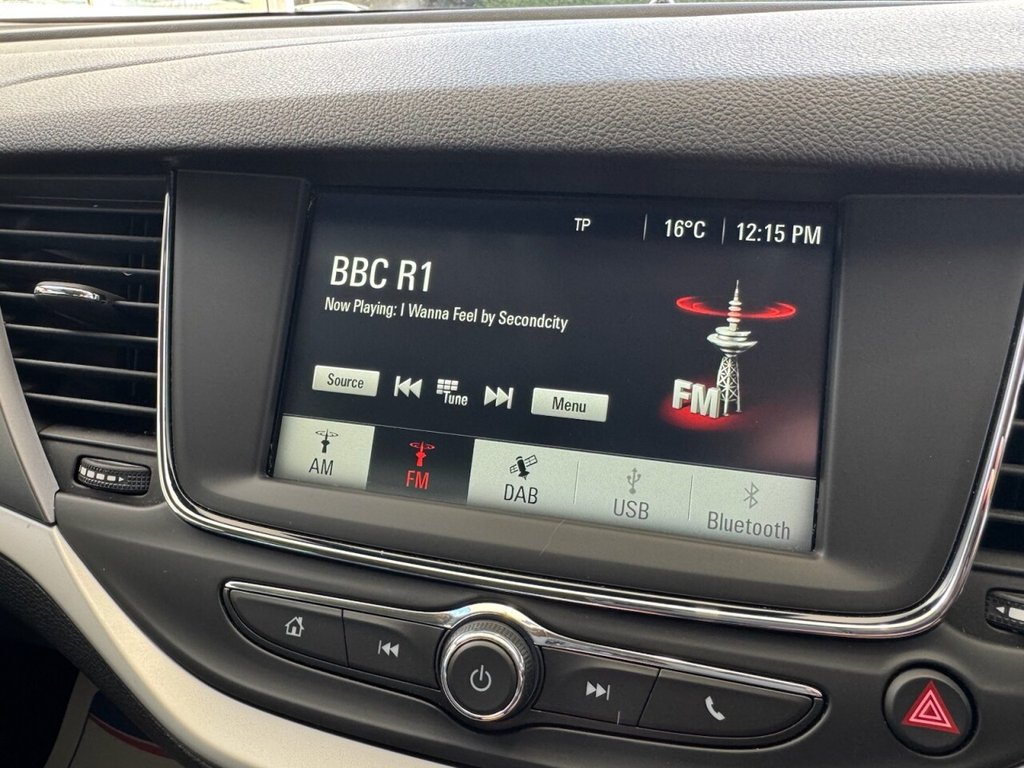 TP 16°C 12:15 PM
BBC R1
Now Playing: I Wanna Feel by Secondcity
FM
Source Tune Menu
AM FM DAB USB Bluetooth